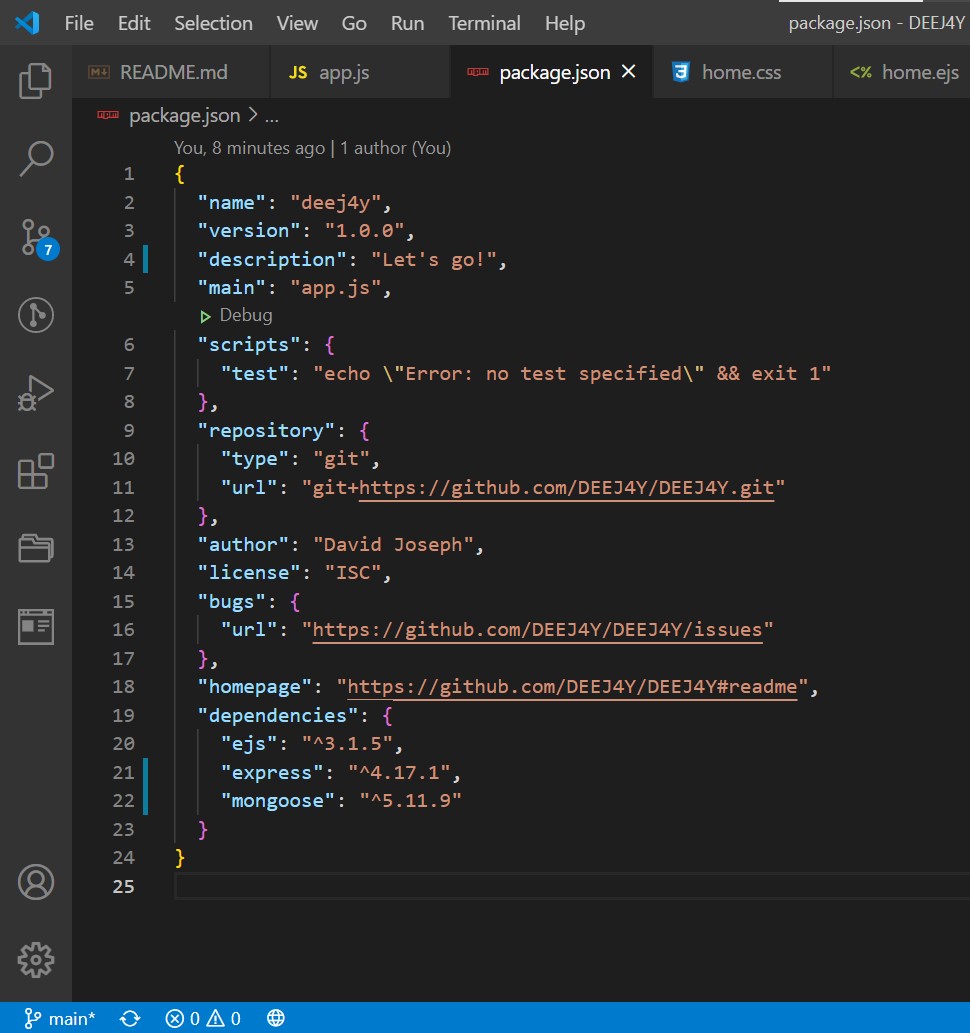 File Edit Selection View Go Run Terminal Help package.json - DEEJ4Y
README.md JS app.js package.json home.css <% home.ejs
package.json > ...
You, 8 minutes ago | 1 author (You)
1 {
2 "name": "deej4y",
3 "version": "1.0.0",
4 "description": "Let's go!",
5 "main": "app.js",
Debug
6 "scripts": {
7 "test": "echo \"Error: no test specified\" && exit 1"
8 },
9 "repository": {
10 "type": "git",
11 "url": "git+https://github.com/DEEJ4Y/DEEJ4Y.git"
12 },
13 "author": "David Joseph",
14 "license": "ISC",
15 "bugs": {
16 "url": "https://github.com/DEEJ4Y/DEEJ4Y/issues"
17 },
18 "homepage": "https://github.com/DEEJ4Y/DEEJ4Y#readme",
19 "dependencies": {
20 "ejs": "^3.1.5",
21 "express": "^4.17.1",
22 "mongoose": "^5.11.9"
23 }
24 }
25
7
main* 0 0